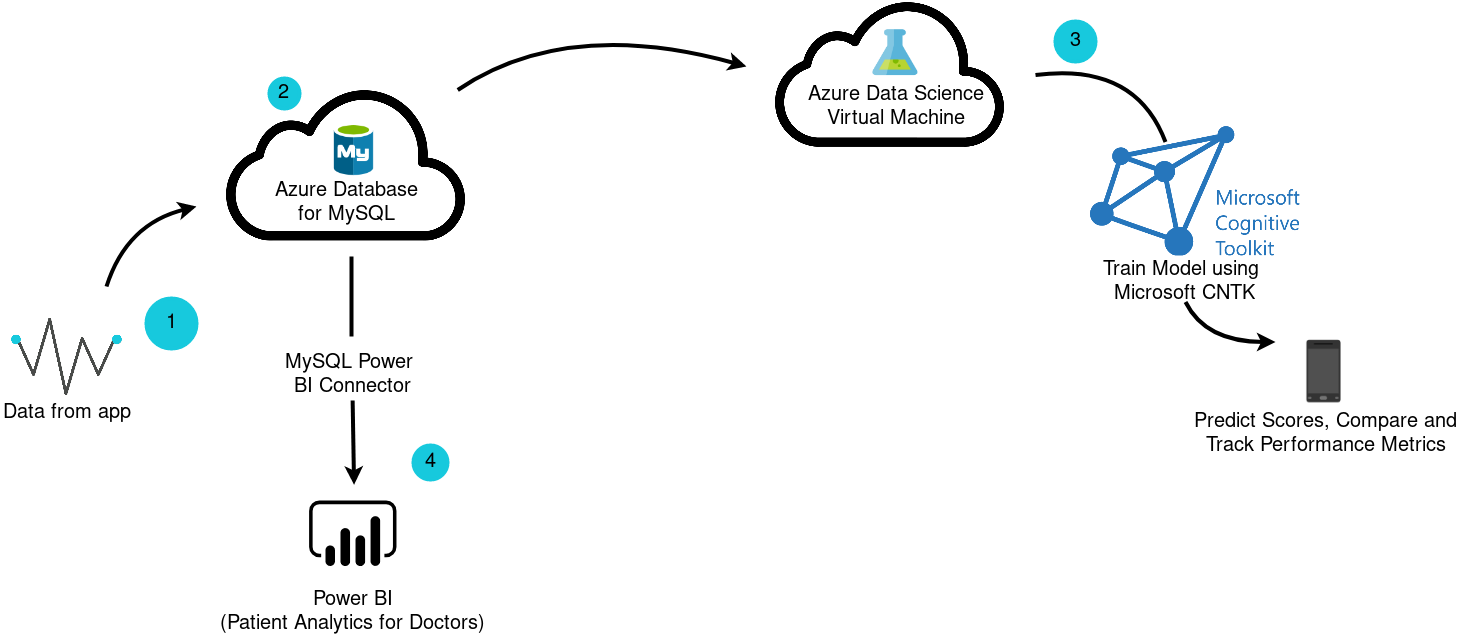 1
Data from app
2
My
Azure Database
for MySQL
MySQL Power
BI Connector
4
Power BI
(Patient Analytics for Doctors)
Azure Data Science
Virtual Machine
3
Microsoft
Cognitive
Toolkit
Train Model using
Microsoft CNTK
Predict Scores, Compare and
Track Performance Metrics